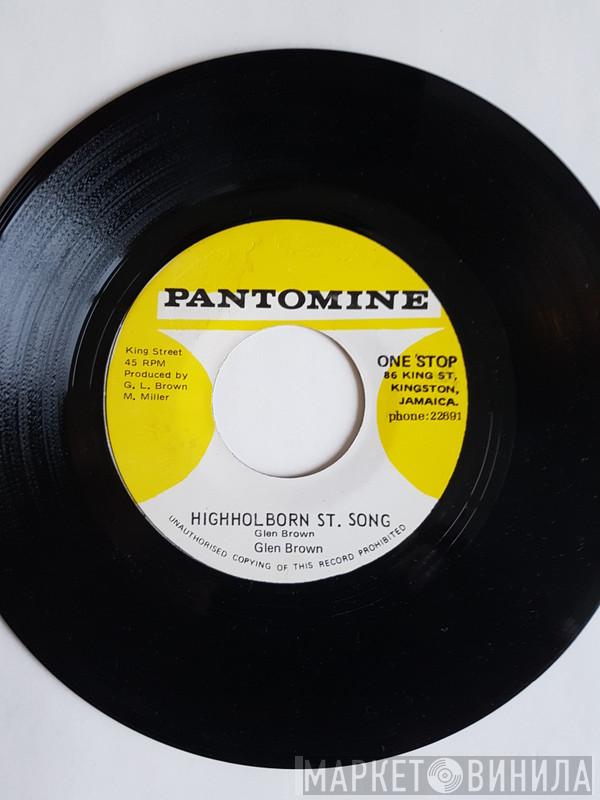 PANTOMINE
King Street
45 RPM
Produced by
G. L. Brown
M. Miller
ONE STOP
86 KING ST,
KINGSTON,
JAMAICA.
phone:22691
HIGHHOLBORN ST. SONG
Glen Brown
Glen Brown
UNAUTHORISED COPYING OF THIS RECORD PROHIBITED
МАРКЕТ ВИНИЛА